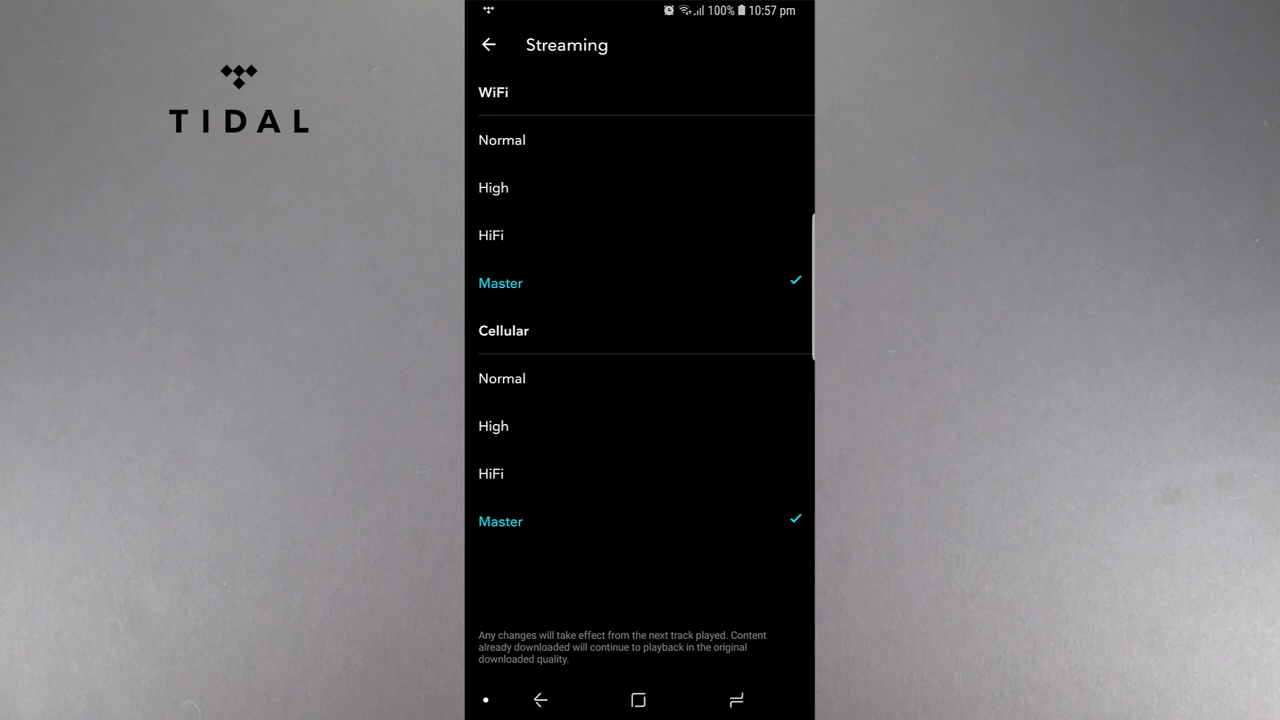 TIDAL
100% 10:57 pm
Streaming
WiFi
Normal
High
HiFi
Master
Cellular
Normal
High
HiFi
Master
Any changes will take effect from the next track played. Content
already downloaded will continue to playback in the original
downloaded quality.